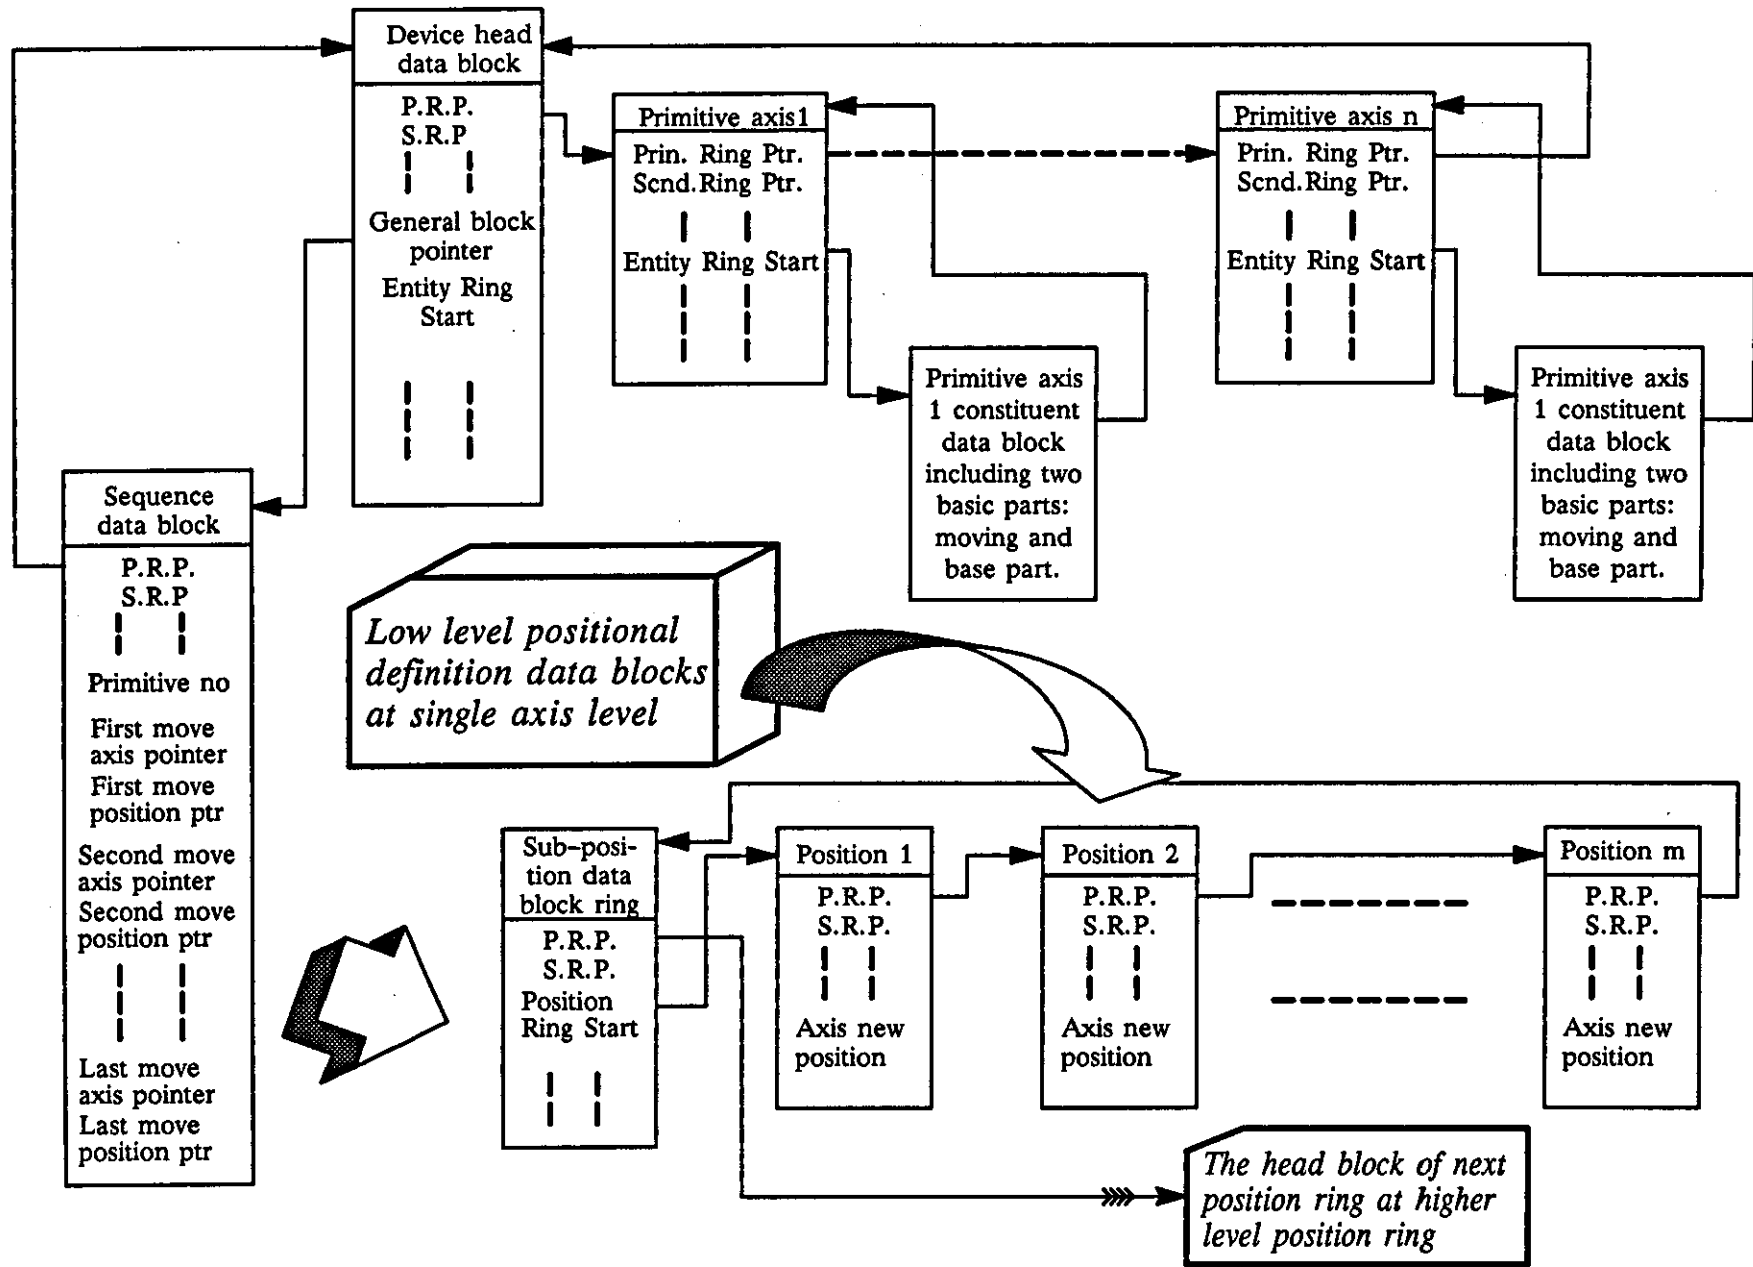 Device head
data block
P.R.P.
S.R.P
General block
pointer
Entity Ring
Start
Primitive axis1
Prin. Ring Ptr.
Scnd.Ring Ptr.
Entity Ring Start
Primitive axis n
Prin. Ring Ptr.
Scnd.Ring Ptr.
Entity Ring Start
Primitive axis
1 constituent
data block
including two
basic parts:
moving and
base part.
Primitive axis
1 constituent
data block
including two
basic parts:
moving and
base part.
Sequence
data block
P.R.P.
S.R.P
Primitive no
First move
axis pointer
First move
position ptr
Second move
axis pointer
Second move
position ptr
Last move
axis pointer
Last move
position ptr
Low level positional
definition data blocks
at single axis level
Sub-posi-
tion data
block ring
P.R.P.
S.R.P.
Position
Ring Start
Position 1
P.R.P.
S.R.P.
Axis new
position
Position 2
P.R.P.
S.R.P.
Axis new
position
Position m
P.R.P.
S.R.P.
Axis new
position
The head block of next
position ring at higher
level position ring